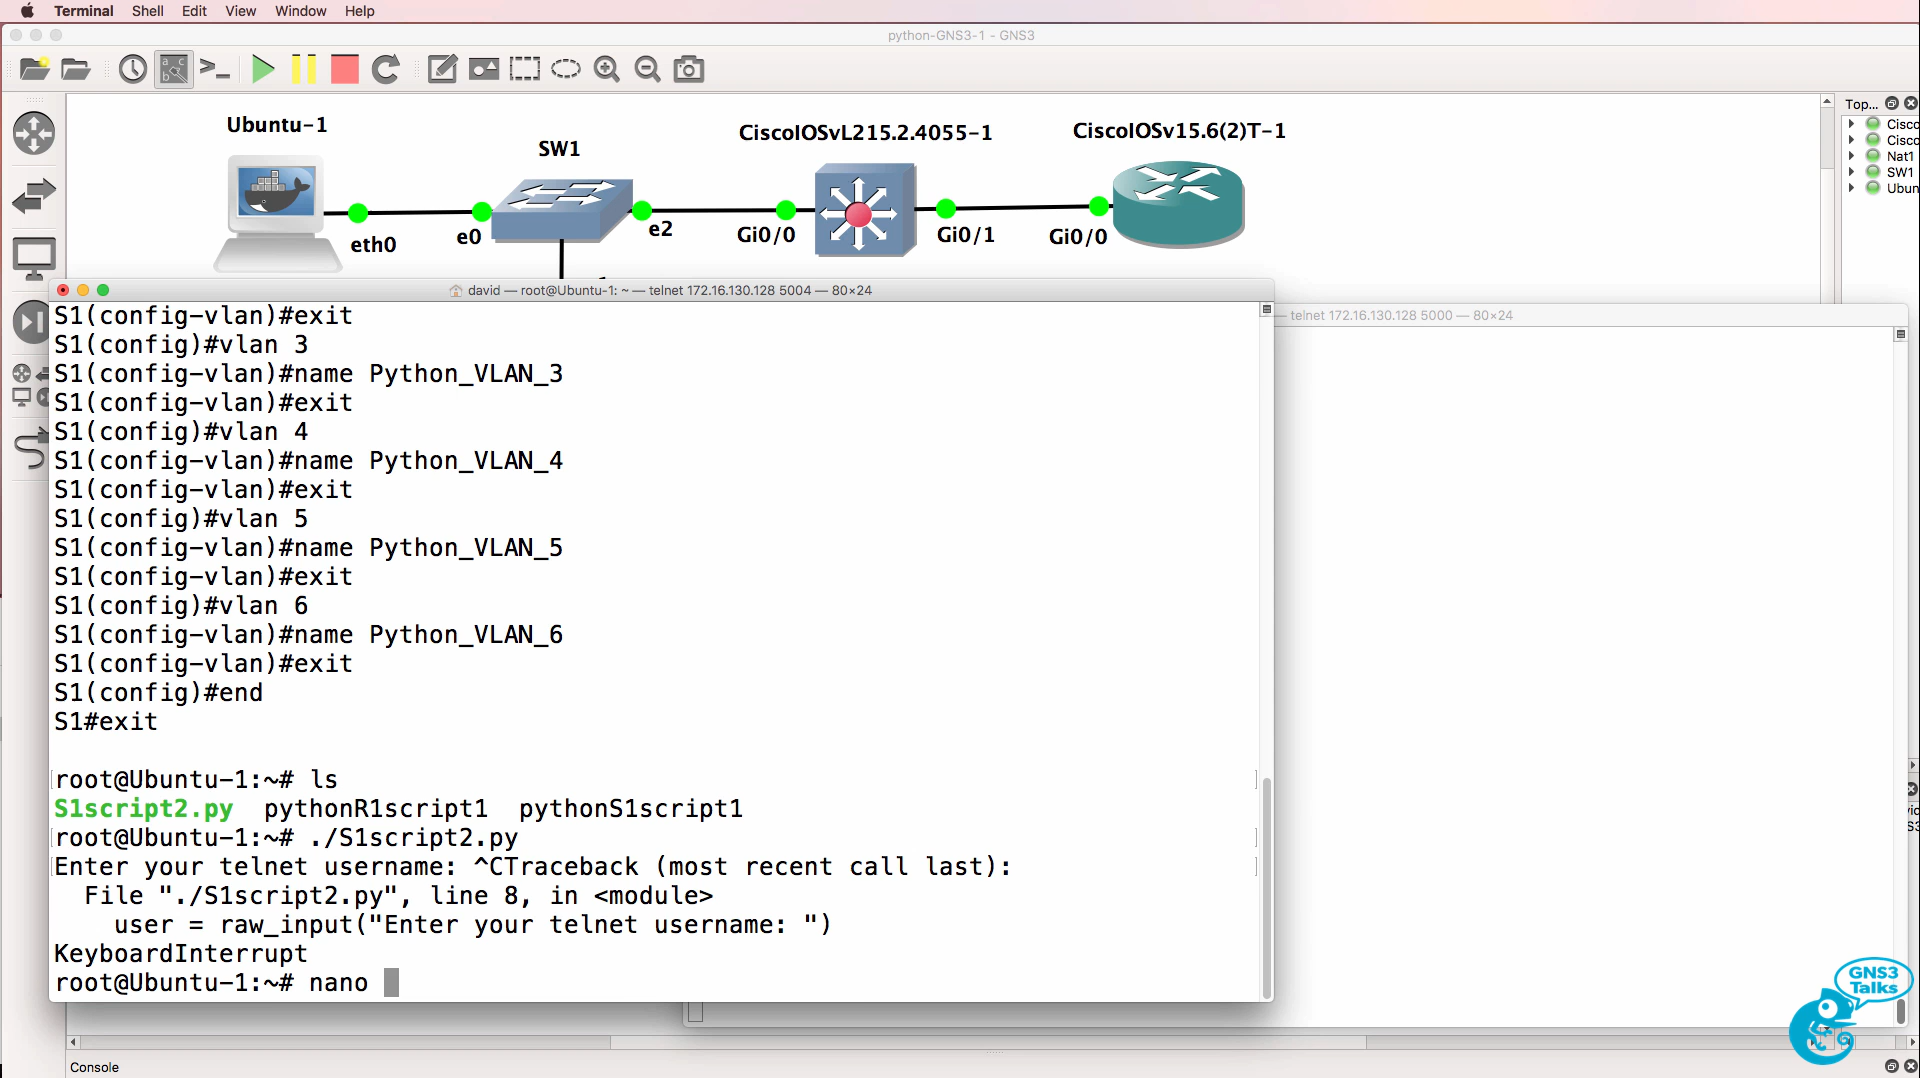 Terminal Shell Edit View Window Help
python-GNS3-1 - GNS3
Ubuntu-1
SW1
CiscoIOSvL215.2.4055-1
CiscoIOSv15.6(2)T-1
eth0
e0
e2
Gi0/0
Gi0/1
Gi0/0
Top...
Cisco
Cisco
Nat1
SW1
Ubun
david — root@Ubuntu-1: ~ — telnet 172.16.130.128 5004 — 80×24
telnet 172.16.130.128 5000 — 80×24
S1(config-vlan)#exit
S1(config)#vlan 3
S1(config-vlan)#name Python_VLAN_3
S1(config-vlan)#exit
S1(config)#vlan 4
S1(config-vlan)#name Python_VLAN_4
S1(config-vlan)#exit
S1(config)#vlan 5
S1(config-vlan)#name Python_VLAN_5
S1(config-vlan)#exit
S1(config)#vlan 6
S1(config-vlan)#name Python_VLAN_6
S1(config-vlan)#exit
S1(config)#end
S1#exit
root@Ubuntu-1:~# ls
S1script2.py pythonR1script1 pythonS1script1
root@Ubuntu-1:~# ./S1script2.py
Enter your telnet username: ^CTraceback (most recent call last):
File "./S1script2.py", line 8, in <module>
user = raw_input("Enter your telnet username: ")
KeyboardInterrupt
root@Ubuntu-1:~# nano
GNS3
Talks
Console